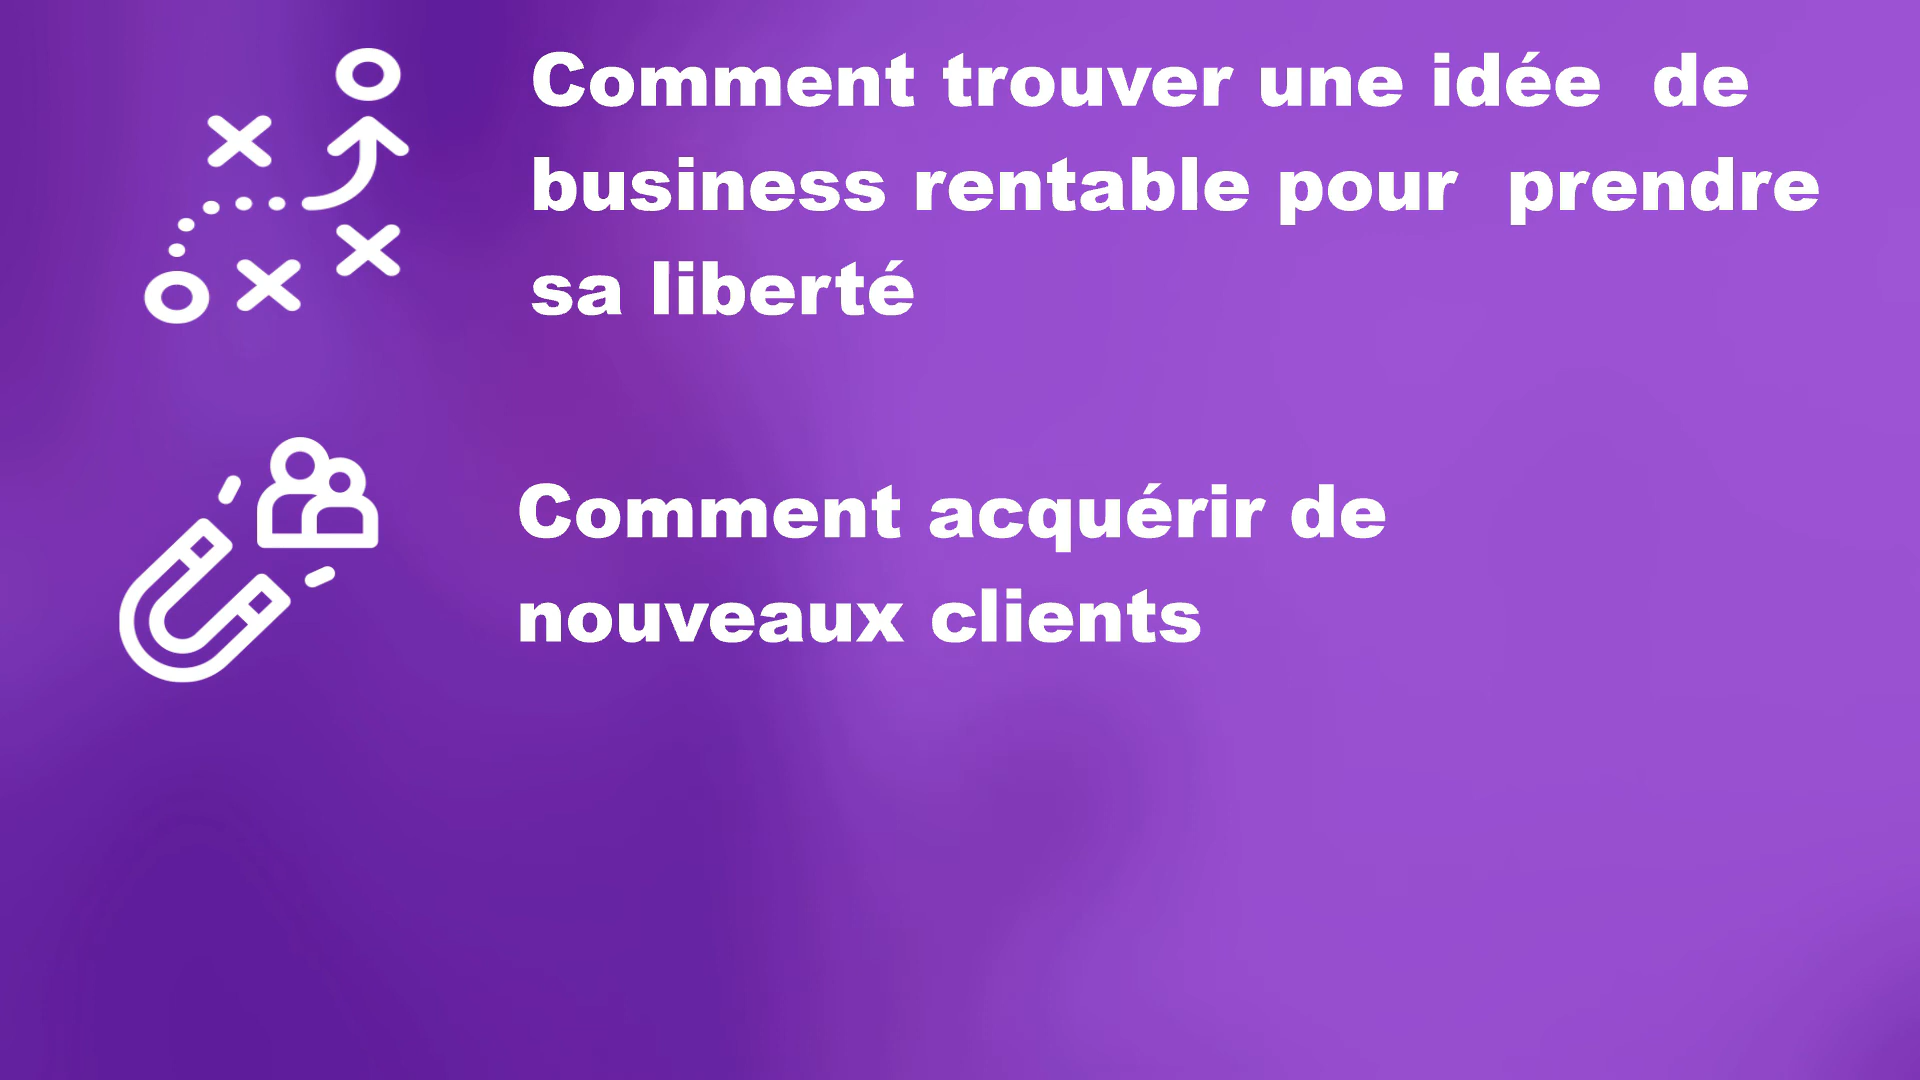 Comment trouver une idée  de
business rentable pour  prendre
sa liberté
Comment acquérir de
nouveaux clients